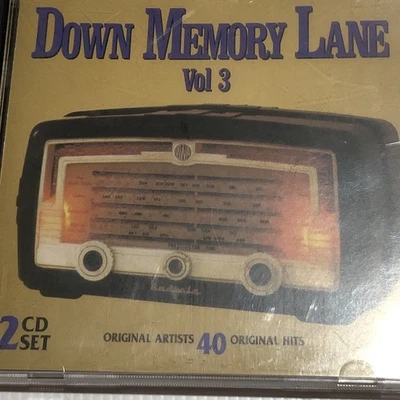 DOWN MEMORY LANE
Vol 3
2 CD SET
ORIGINAL ARTISTS 40 ORIGINAL HITS